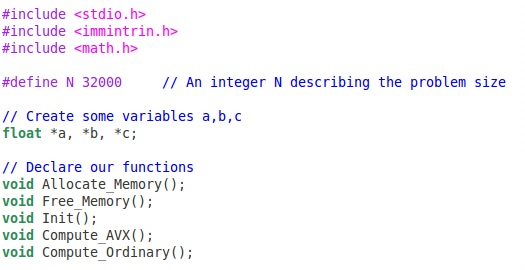 #include <stdio.h>
#include <immintrin.h>
#include <math.h>
#define N 32000     // An integer N describing the problem size
// Create some variables a,b,c
float *a, *b, *c;
// Declare our functions
void Allocate_Memory();
void Free_Memory();
void Init();
void Compute_AVX();
void Compute_Ordinary();